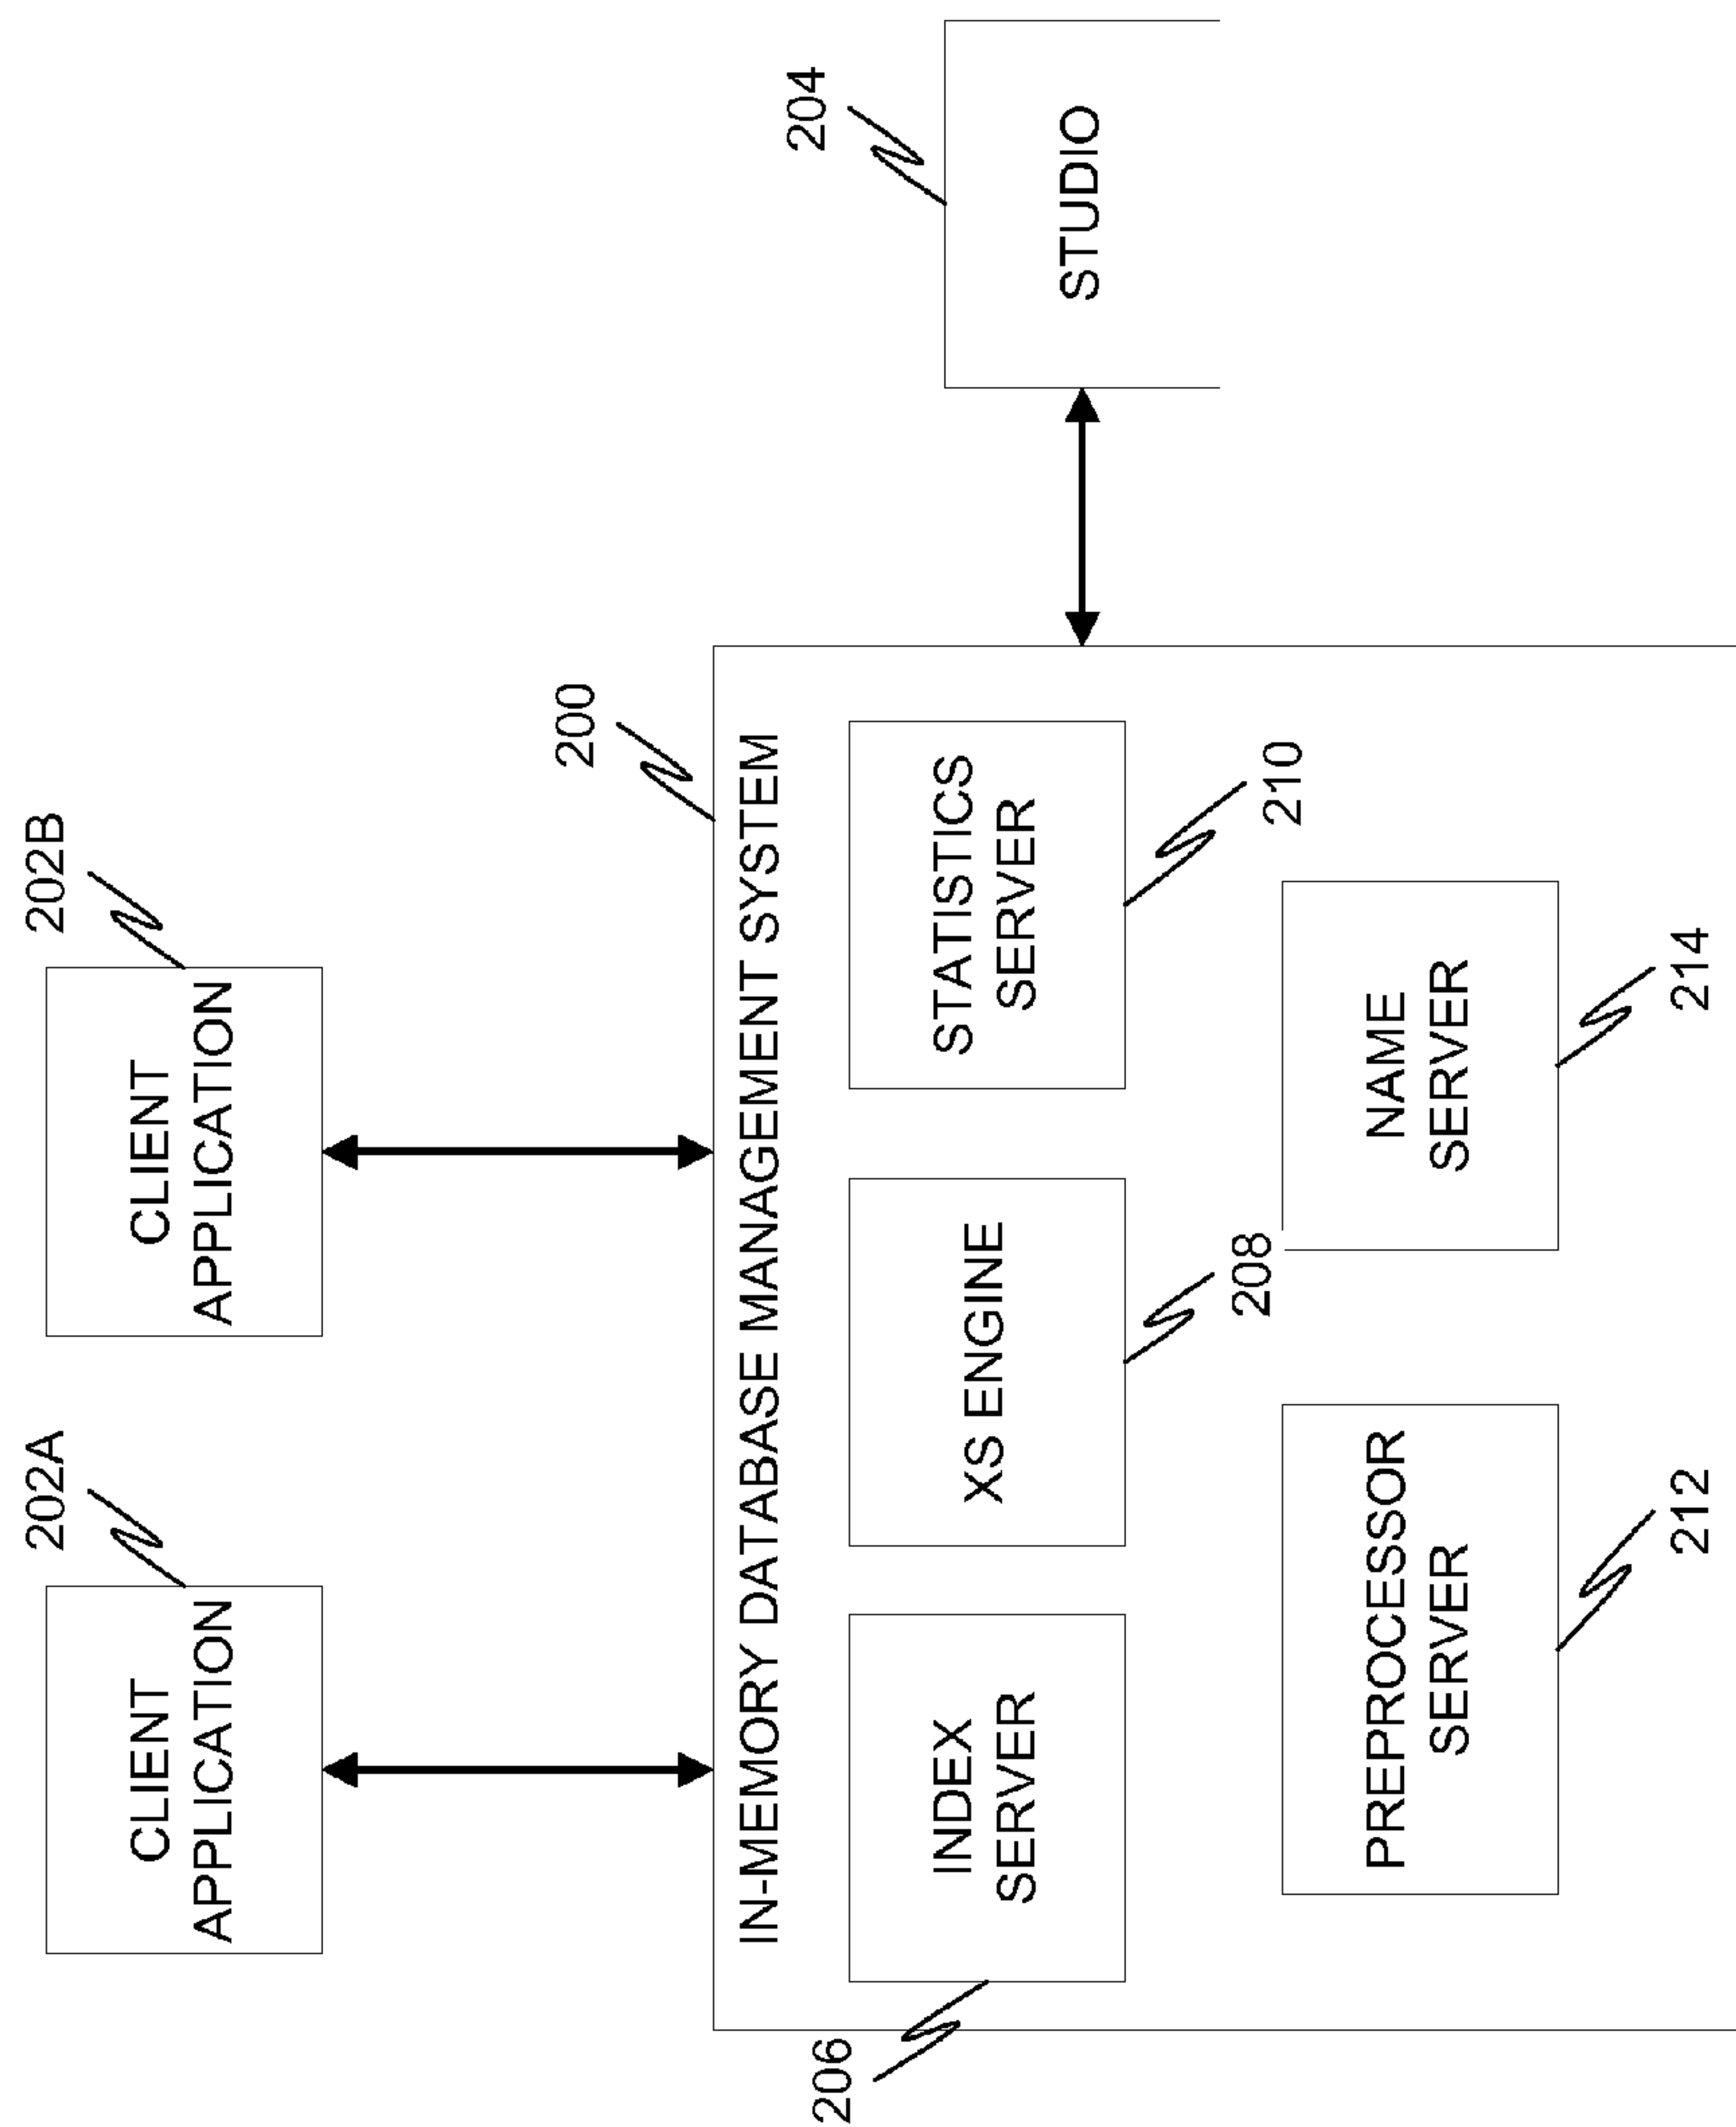 202A
202B
CLIENT
APPLICATION
CLIENT
APPLICATION
200
204
IN-MEMORY DATABASE MANAGEMENT SYSTEM
206
INDEX
SERVER
XS ENGINE
STATISTICS
SERVER
STUDIO
208
210
PREPROCESSOR
SERVER
NAME
SERVER
212
214